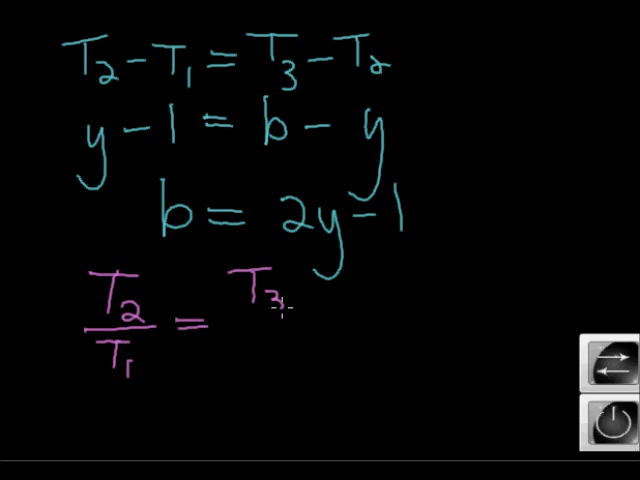 T₂ - T₁ = T₃ - T₂
y - 1 = b - y
b = 2y - 1
T₂/T₁ = T₃